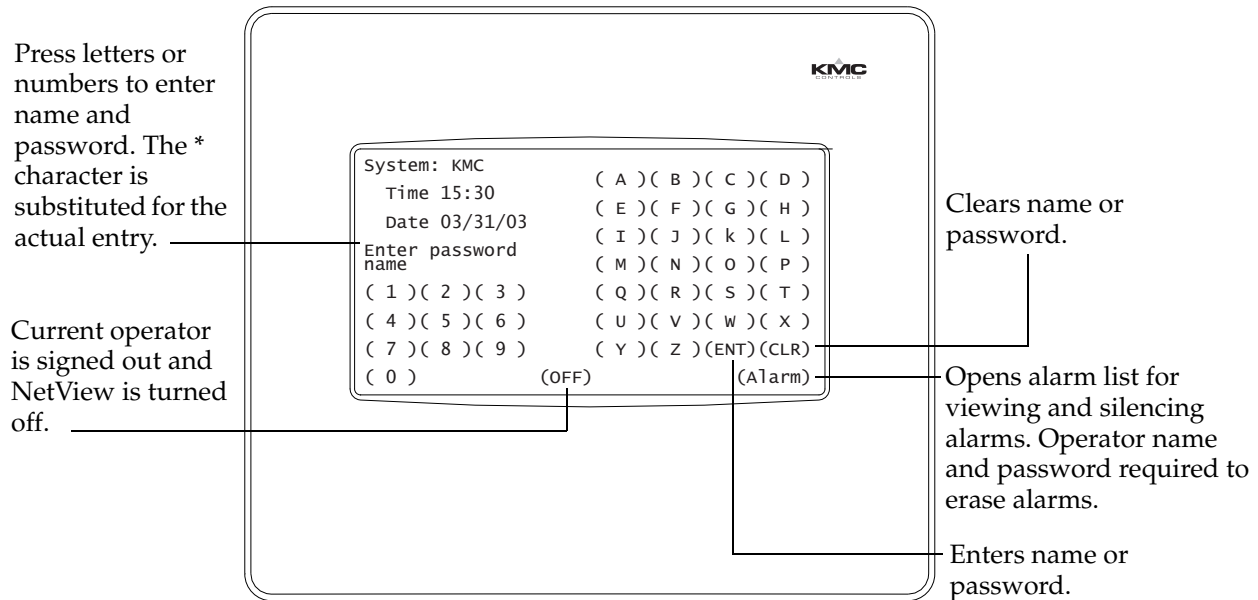 Press letters or
numbers to enter
name and
password. The *
character is
substituted for the
actual entry.
Current operator
is signed out and
NetView is turned
off.
KMC
CONTROLS
System: KMC
Time 15:30
Date 03/31/03
Enter password
name
( 1 )( 2 )( 3 )
( 4 )( 5 )( 6 )
( 7 )( 8 )( 9 )
( 0 )
(OFF)
( A )( B )( C )( D )
( E )( F )( G )( H )
( I )( J )( k )( L )
( M )( N )( O )( P )
( Q )( R )( S )( T )
( U )( V )( W )( X )
( Y )( Z )(ENT)(CLR)
(Alarm)
Clears name or
password.
Opens alarm list for
viewing and silencing
alarms. Operator name
and password required to
erase alarms.
Enters name or
password.